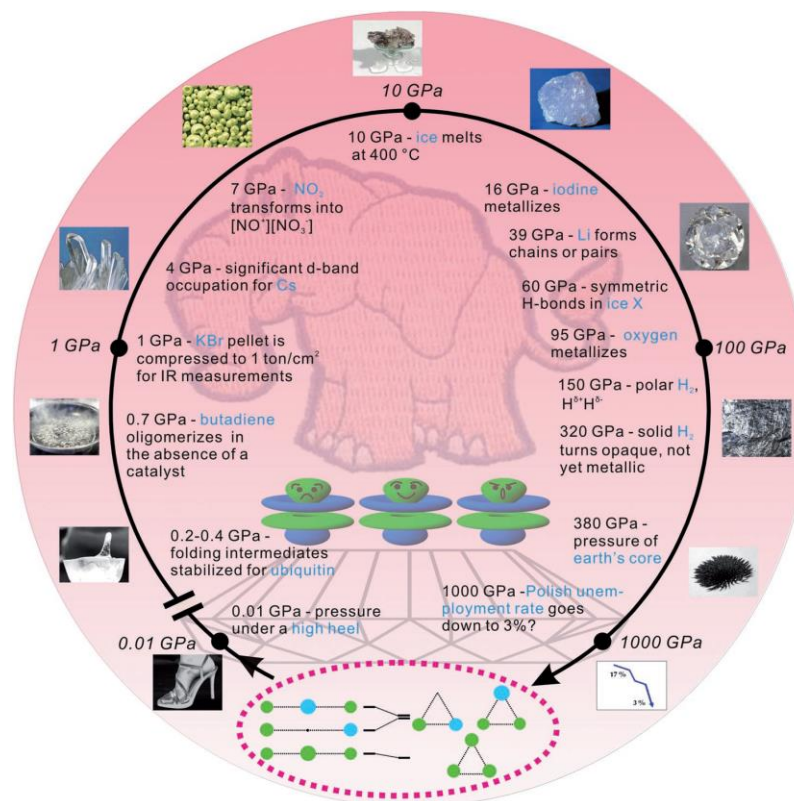 10 GPa
10 GPa - ice melts
at 400 °C
7 GPa - NO₂
transforms into
[NO⁺][NO₃⁻]
4 GPa - significant d-band
occupation for Cs
1 GPa
1 GPa - KBr pellet is
compressed to 1 ton/cm²
for IR measurements
0.7 GPa - butadiene
oligomerizes in
the absence of a
catalyst
0.2-0.4 GPa -
folding intermediates
stabilized for ubiquitin
0.01 GPa - pressure
under a high heel
0.01 GPa
16 GPa - iodine
metallizes
39 GPa - Li forms
chains or pairs
60 GPa - symmetric
H-bonds in ice X
95 GPa - oxygen
metallizes
100 GPa
150 GPa - polar H₂,
Hᵟ⁺Hᵟ⁻
320 GPa - solid H₂
turns opaque, not
yet metallic
380 GPa -
pressure of
earth's core
1000 GPa -Polish unem-
ployment rate goes
down to 3%?
1000 GPa
17 %
3 %